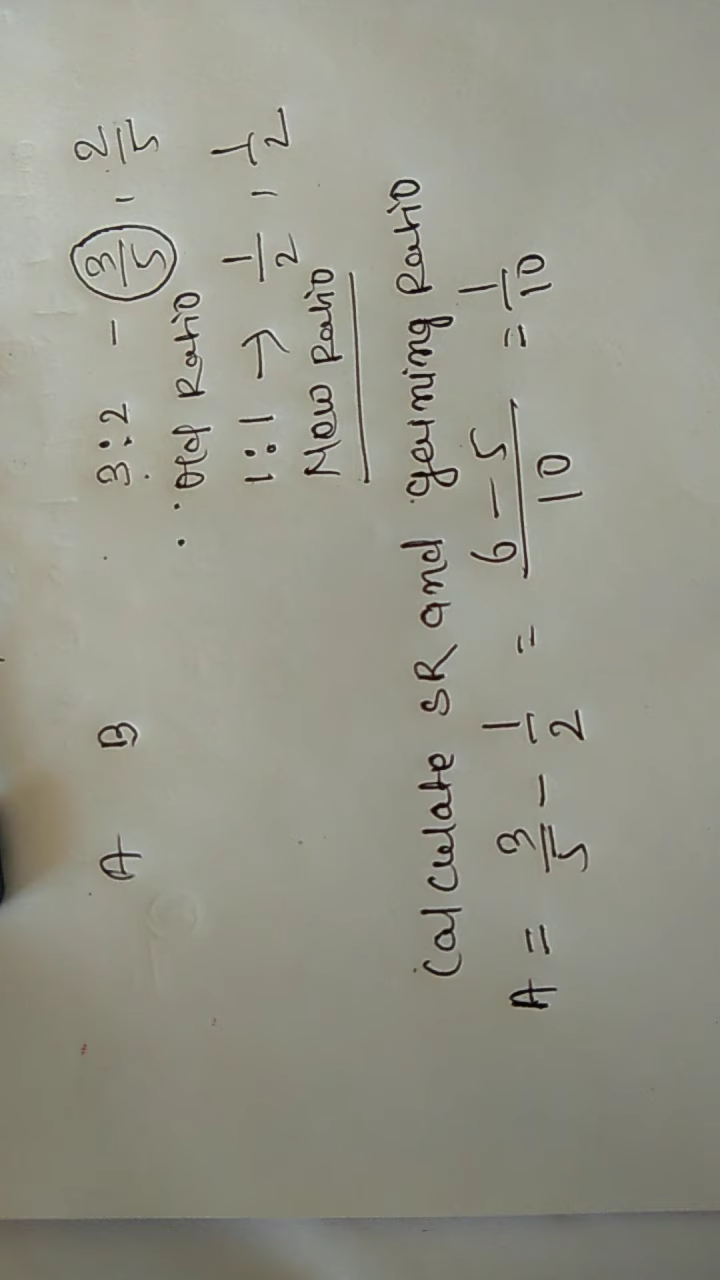 A B 3:2 - 3/5, 2/5
Old Ratio
1:1 → 1/2, 1/2
New Ratio
Calculate SR and gaining Ratio
A = 3/5 - 1/2 = 6-5/10 = 1/10